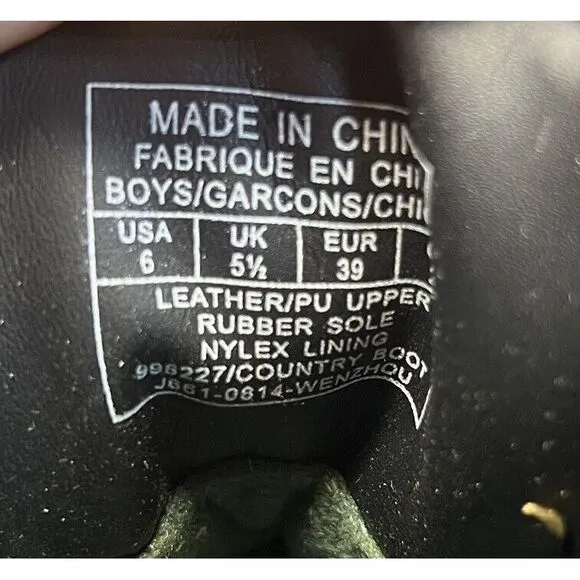 MADE IN CHIN
FABRIQUE EN CHI
BOYS/GARCONS/CHI
USA UK EUR
6 5½ 39
LEATHER/PU UPPER
RUBBER SOLE
NYLEX LINING
998227/COUNTRY BOOT
J661-0814-WENZHOU